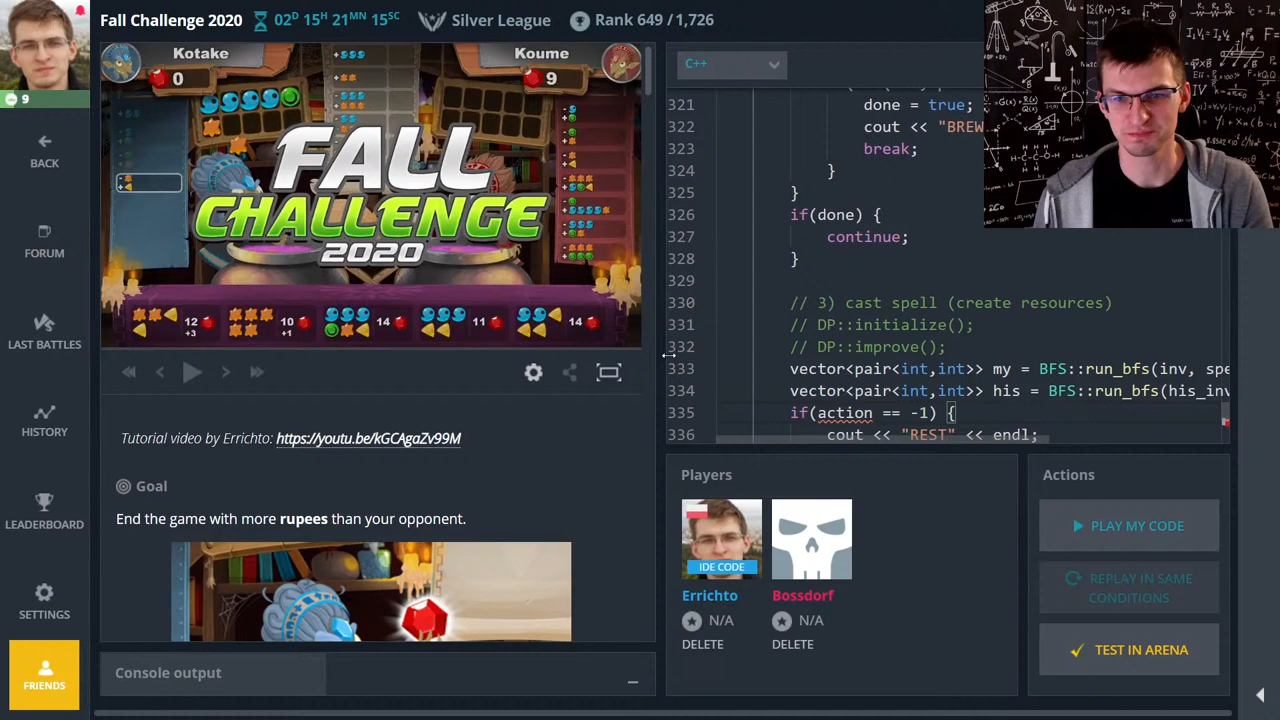 Fall Challenge 2020
02D 15H 21MN 15SC
Silver League
Rank 649 / 1,726
9
BACK
FORUM
LAST BATTLES
HISTORY
LEADERBOARD
SETTINGS
FRIENDS
Kotake
0
Koume
9
FALL
CHALLENGE
2020
12
+3
10
+1
14
11
14
Tutorial video by Errichto: https://youtu.be/kGCAgaZv99M
Goal
End the game with more rupees than your opponent.
Console output
C++
321 done = true;
322 cout << "BREW
323 break;
324 }
325 }
326 if(done) {
327 continue;
328 }
329
330 // 3) cast spell (create resources)
331 // DP::initialize();
332 // DP::improve();
333 vector<pair<int,int>> my = BFS::run_bfs(inv, spe
334 vector<pair<int,int>> his = BFS::run_bfs(his_inv
335 if(action == -1) {
336 cout << "REST" << endl;
Players
IDE CODE
Errichto
N/A
DELETE
Bossdorf
N/A
DELETE
Actions
PLAY MY CODE
REPLAY IN SAME
CONDITIONS
TEST IN ARENA